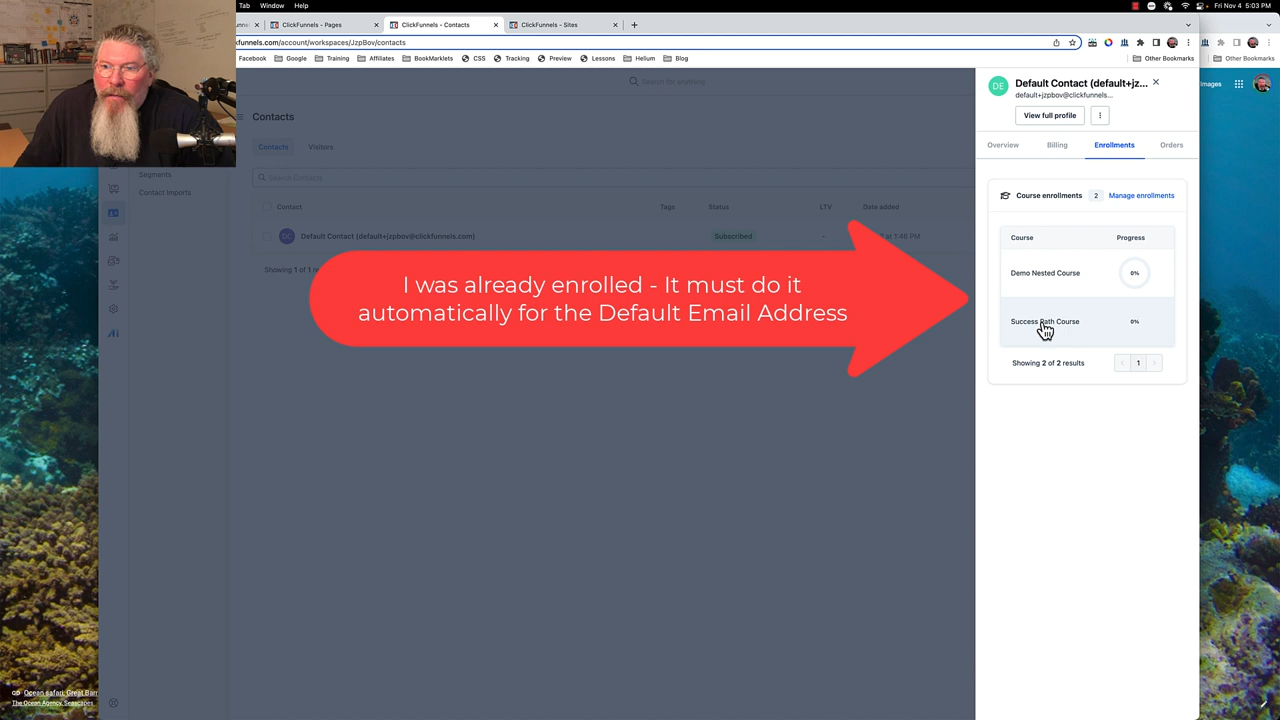 Tab Window Help
Fri Nov 4 5:03 PM
ClickFunnels - Pages
ClickFunnels - Contacts
ClickFunnels - Sites
kfunnels.com/account/workspaces/JzpBov/contacts
Facebook Google Training Affiliates BookMarklets CSS Tracking Preview Helium Lessons Blog Other Bookmarks Other Bookmarks
Search for anything
Images
Contacts
Contacts Visitors
Search Contacts
Segments
Contact Imports
Contact Tags Status LTV Date added
DC Default Contact (default+jzpbov@clickfunnels.com) Subscribed - at 1:46 PM
Showing 1 of 1
I was already enrolled - It must do it
automatically for the Default Email Address
DE
Default Contact (default+jz...
default+jzpbov@clickfunnels...
View full profile
Overview Billing Enrollments Orders
Course enrollments 2 Manage enrollments
Course Progress
Demo Nested Course 0%
Success Path Course 0%
Showing 2 of 2 results 1
Ocean safari, Great Barr
The Ocean Agency, Seascapes